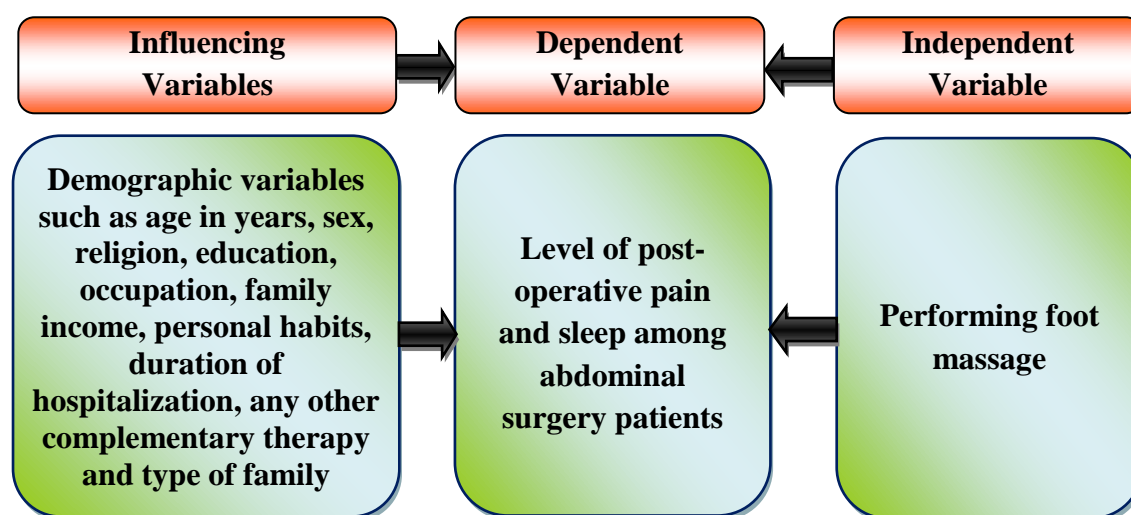 Influencing
Variables
Dependent
Variable
Independent
Variable
Demographic variables
such as age in years, sex,
religion, education,
occupation, family
income, personal habits,
duration of
hospitalization, any other
complementary therapy
and type of family
Level of post-
operative pain
and sleep among
abdominal
surgery patients
Performing foot
massage